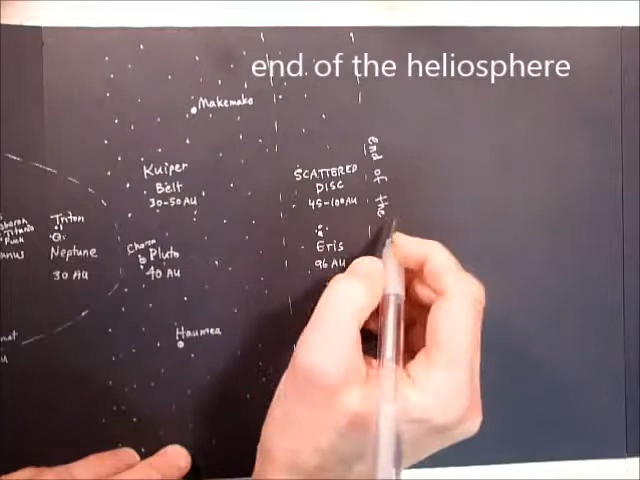 end of the heliosphere
Makemake
end of the
Kuiper
Belt
30-50 AU
SCATTERED
DISC
45-100 AU
Triton
Neptune
30 AU
Charon
Pluto
40 AU
Eris
96 AU
Haumea